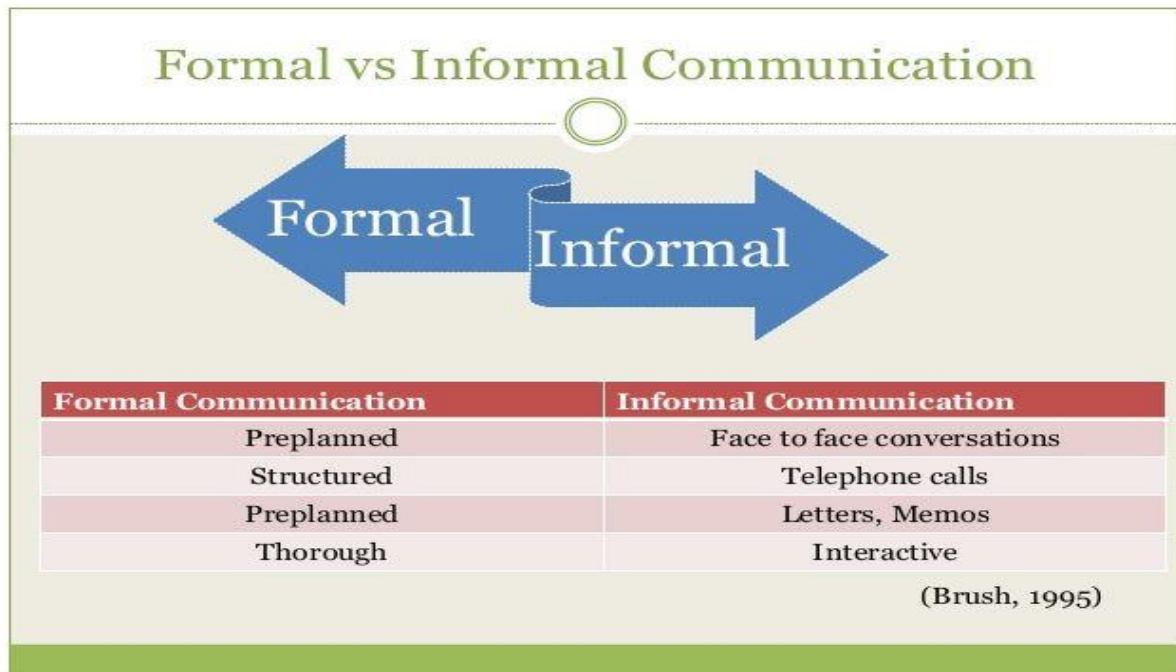 Formal vs Informal Communication
Formal
Informal
Formal Communication Informal Communication
Preplanned Face to face conversations
Structured Telephone calls
Preplanned Letters, Memos
Thorough Interactive
(Brush, 1995)